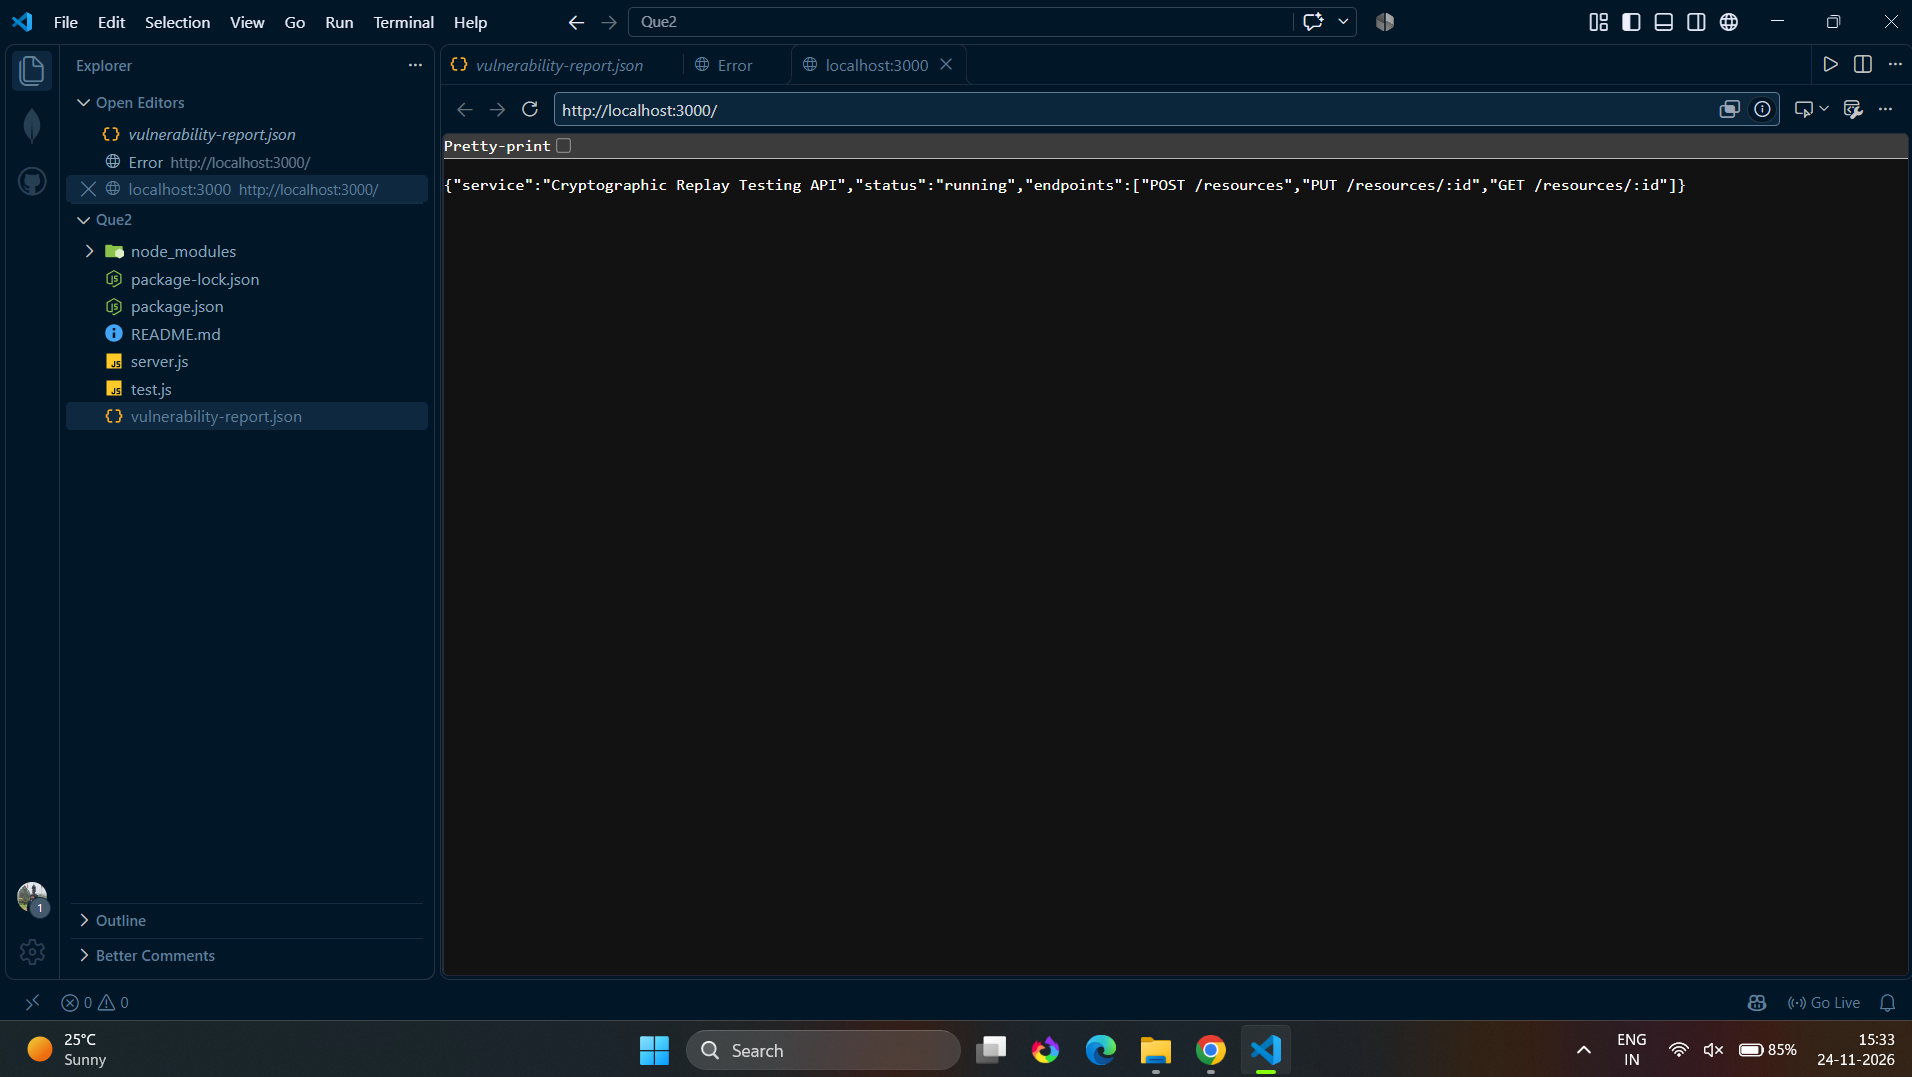 File Edit Selection View Go Run Terminal Help
Que2
Explorer
Open Editors
vulnerability-report.json
Error http://localhost:3000/
localhost:3000 http://localhost:3000/
Que2
node_modules
package-lock.json
package.json
README.md
JS server.js
JS test.js
vulnerability-report.json
1
Outline
Better Comments
vulnerability-report.json
Error
localhost:3000
http://localhost:3000/
Pretty-print
{"service":"Cryptographic Replay Testing API","status":"running","endpoints":["POST /resources","PUT /resources/:id","GET /resources/:id"]}
0 0
Go Live
25°C
Sunny
Search
ENG
IN
85%
15:33
24-11-2026